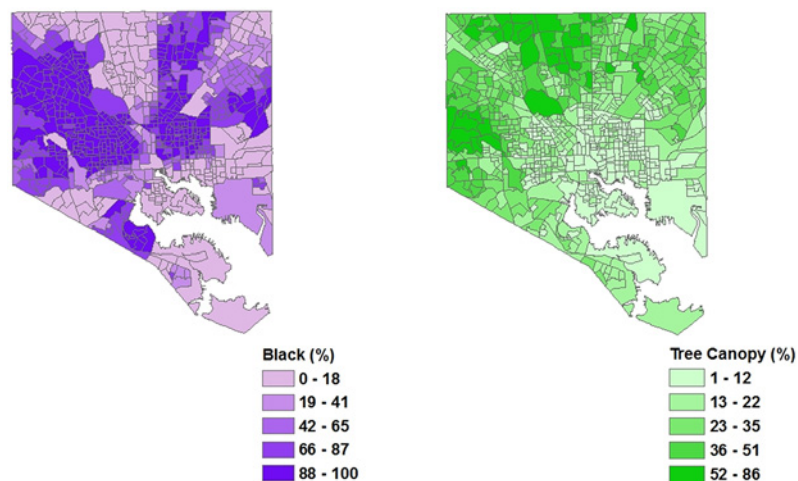 Black (%)
0 - 18
19 - 41
42 - 65
66 - 87
88 - 100
Tree Canopy (%)
1 - 12
13 - 22
23 - 35
36 - 51
52 - 86